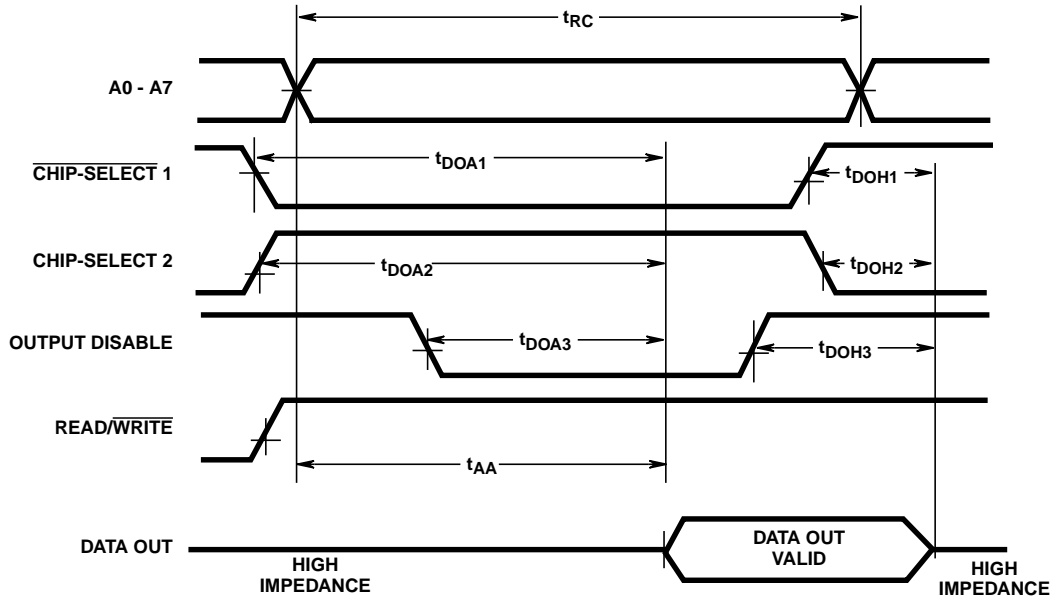 tRC
A0 - A7
CHIP-SELECT 1
tDOA1
tDOH1
CHIP-SELECT 2
tDOA2
tDOH2
OUTPUT DISABLE
tDOA3
tDOH3
READ/WRITE
tAA
DATA OUT
DATA OUT
VALID
HIGH
IMPEDANCE
HIGH
IMPEDANCE